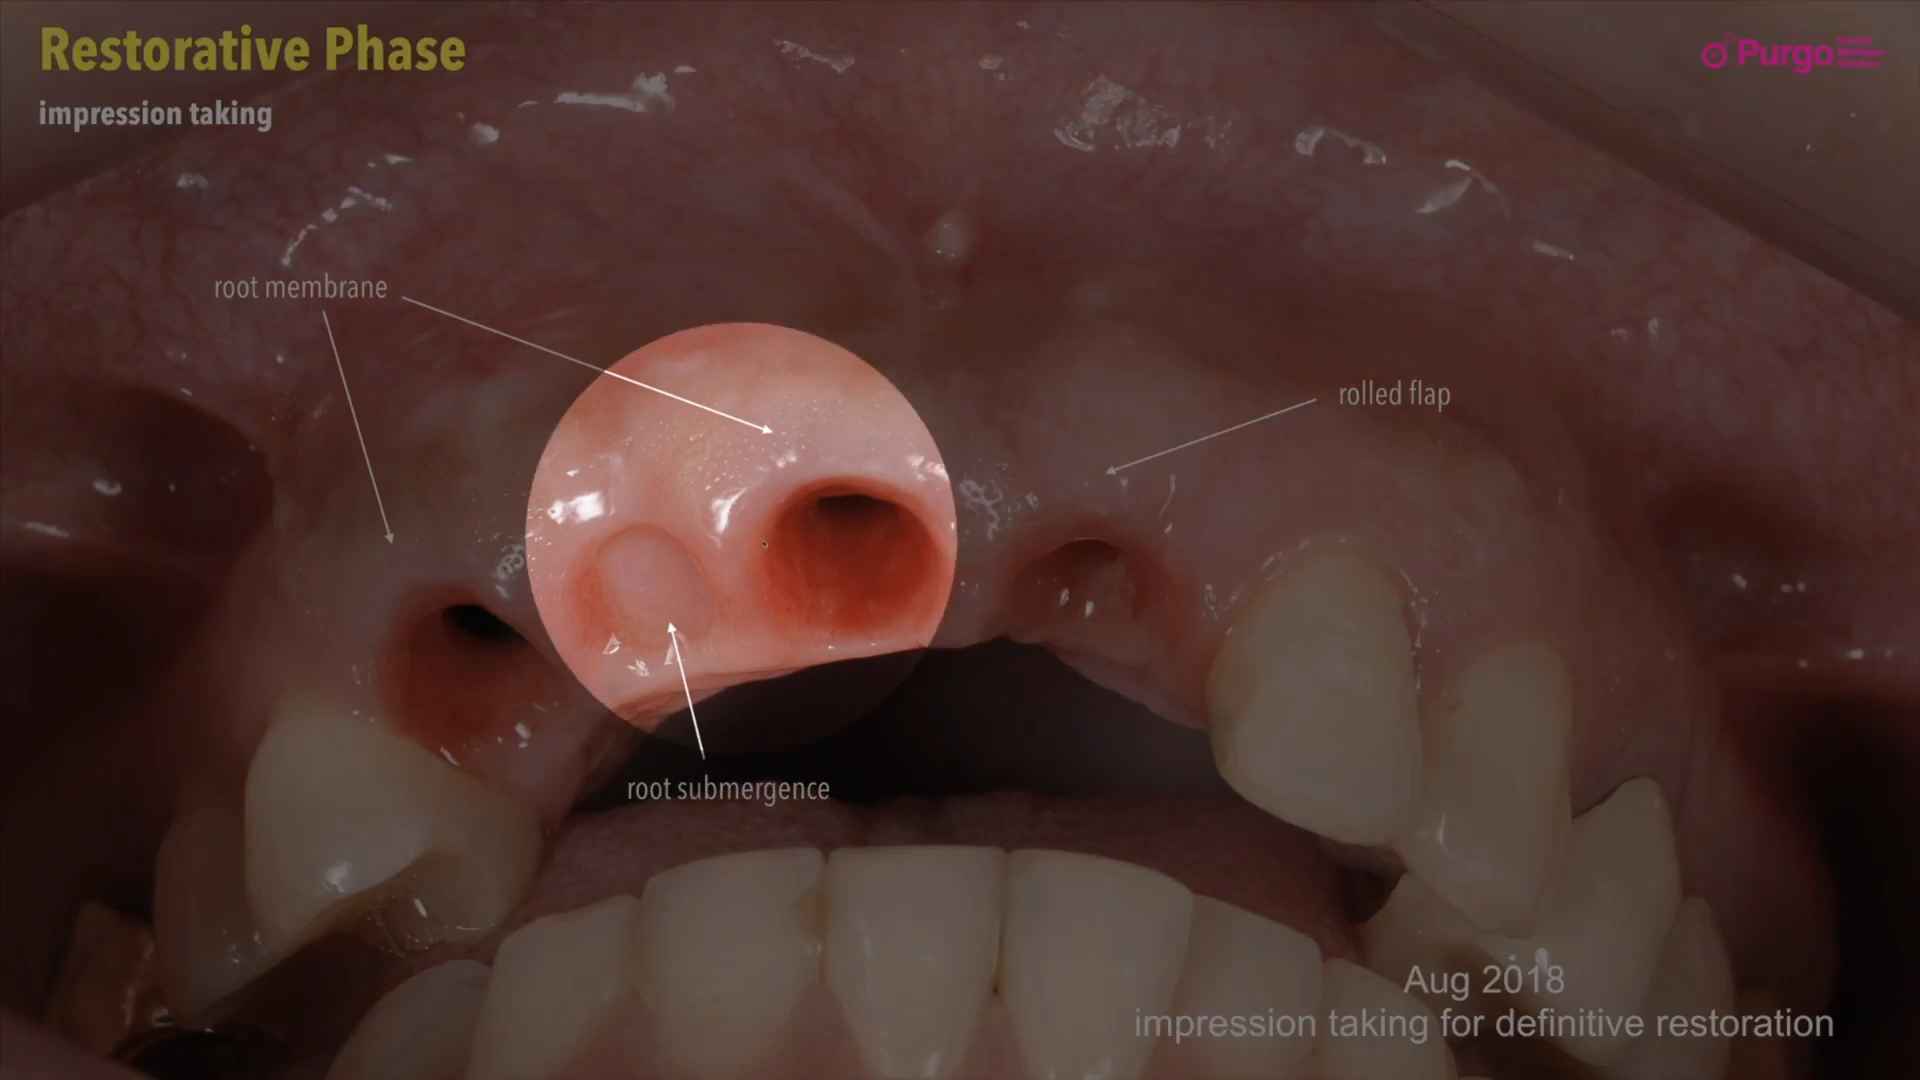 Restorative Phase
impression taking
Purgo
root membrane
rolled flap
root submergence
Aug 2018
impression taking for definitive restoration